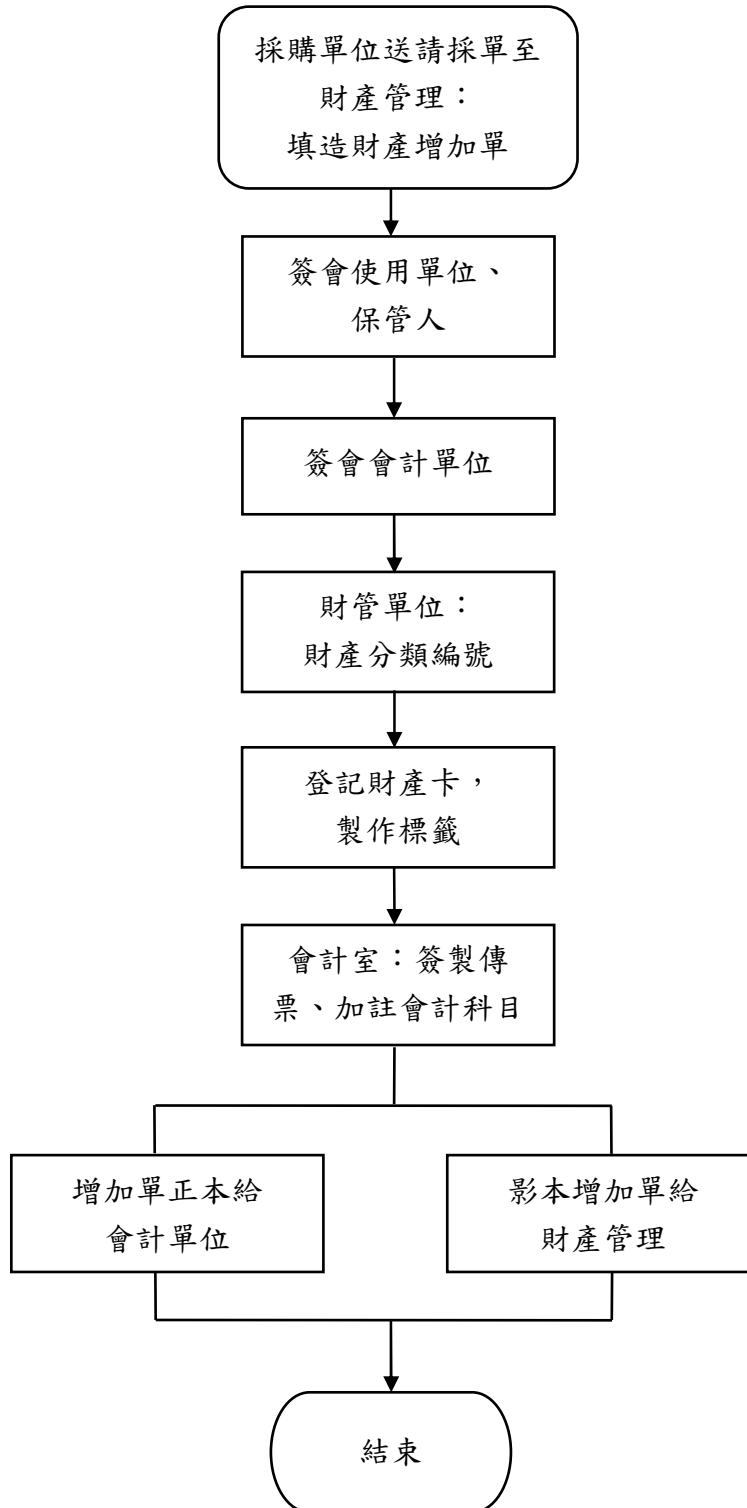 採購單位送請採單至
財產管理：
填造財產增加單
簽會使用單位、
保管人
簽會會計單位
財管單位：
財產分類編號
登記財產卡，
製作標籤
會計室：簽製傳
票、加註會計科目
增加單正本給
會計單位
影本增加單給
財產管理
結束